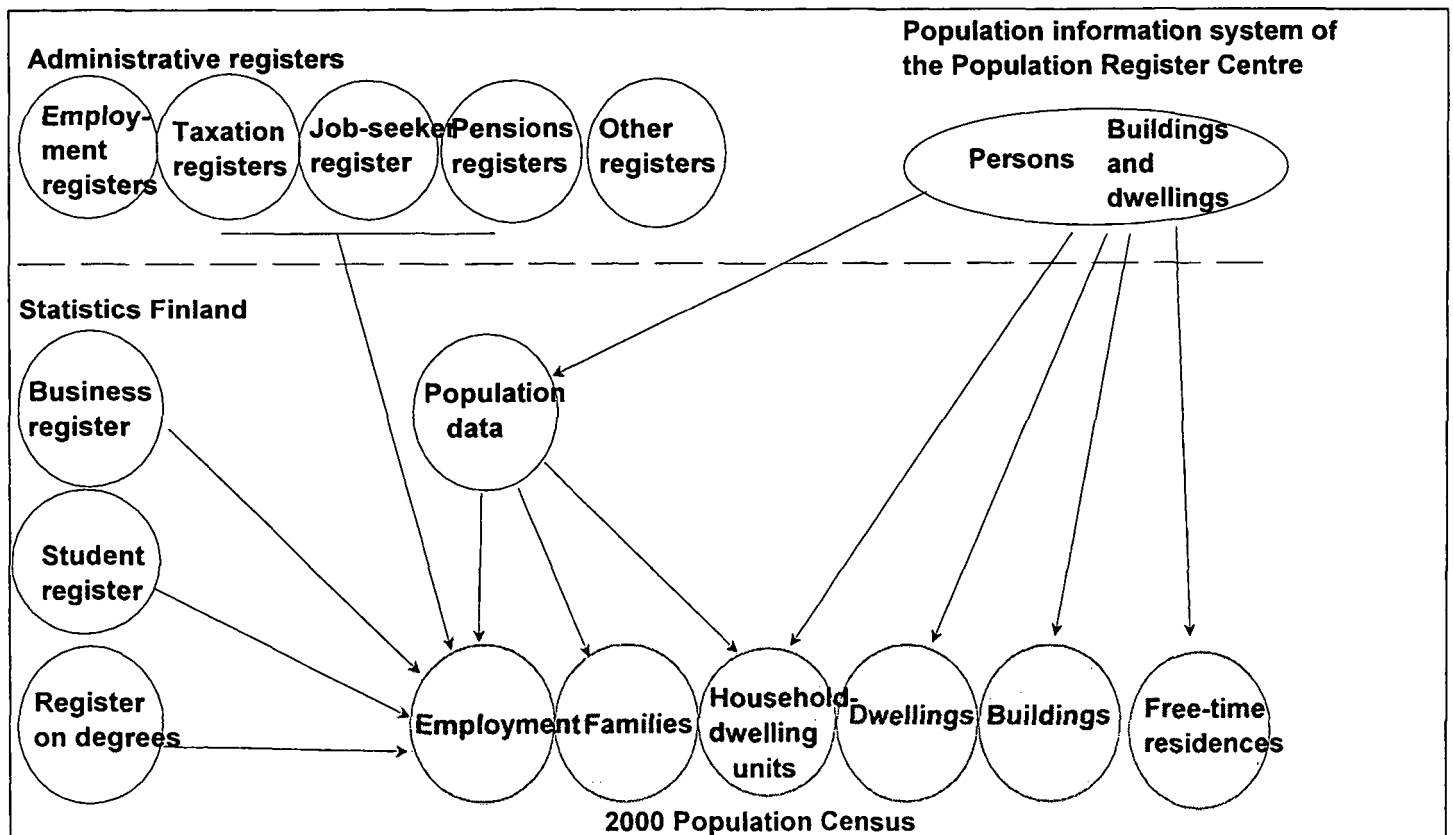 Population information system of
the Population Register Centre
Administrative registers
Employ-
ment
registers
Taxation
registers
Job-seeker
register
Pensions
registers
Other
registers
Persons
Buildings
and
dwellings
Statistics Finland
Business
register
Population
data
Student
register
Register
on degrees
Employment
Families
Household-
dwelling
units
Dwellings
Buildings
Free-time
residences
2000 Population Census